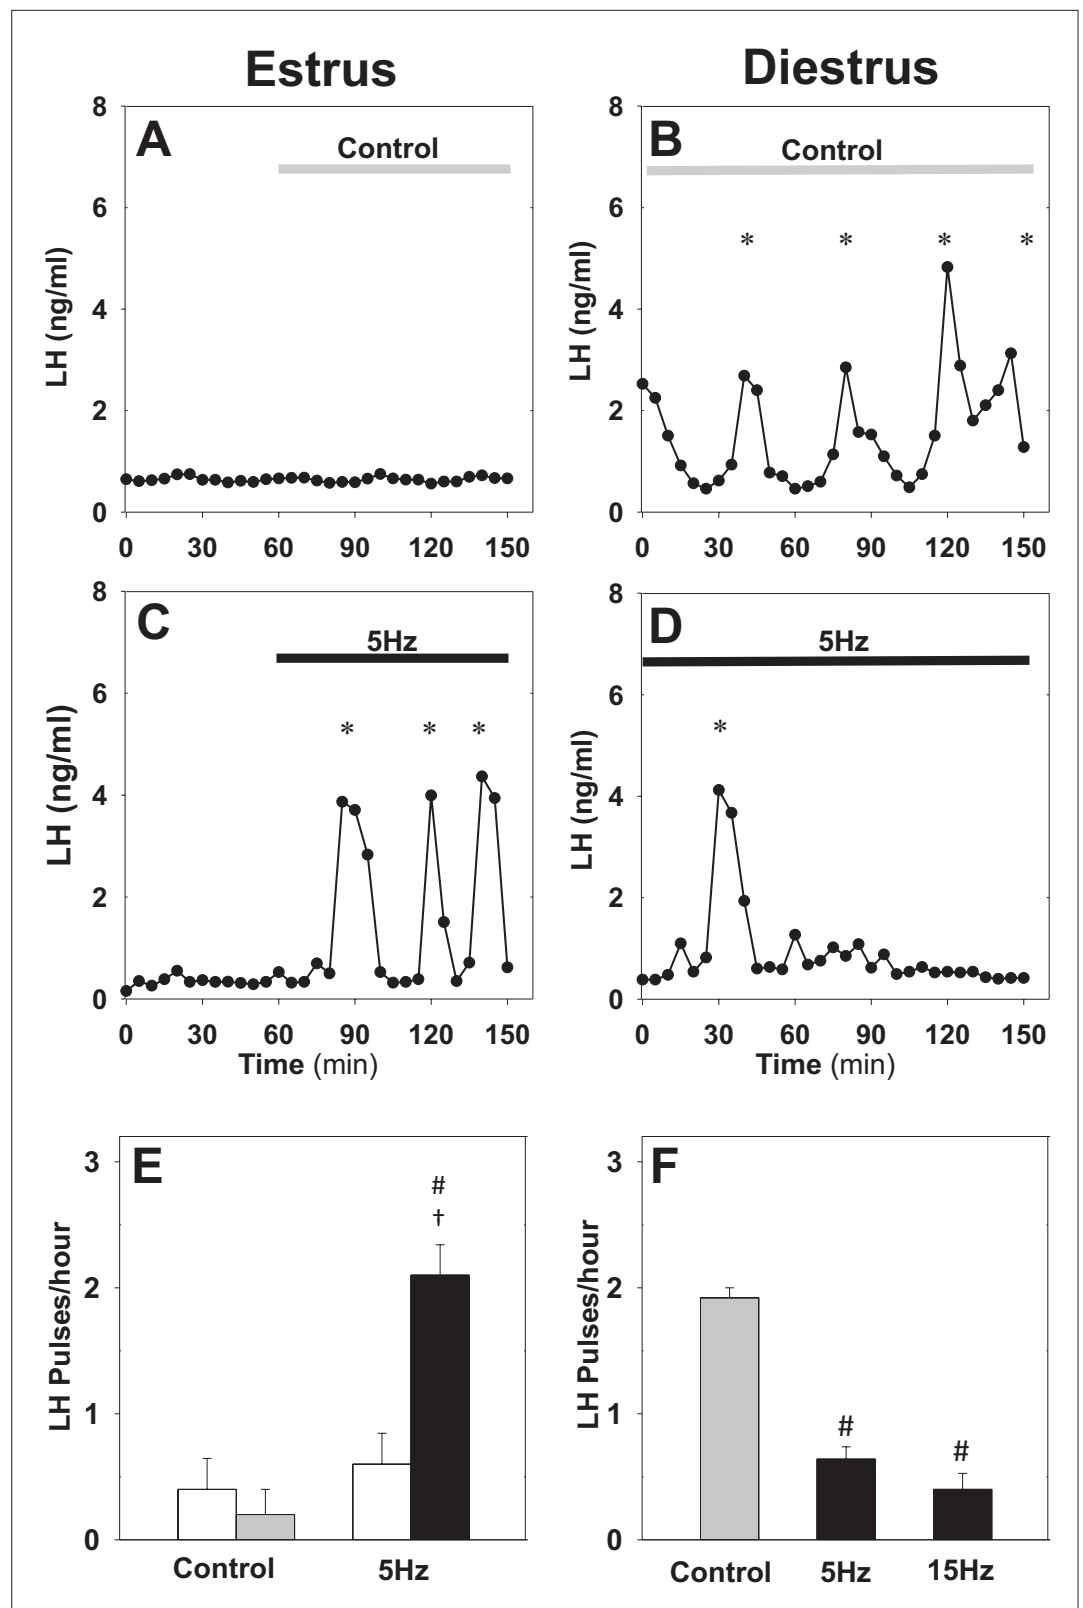 Estrus Diestrus
A
Control
LH (ng/ml)
8
6
4
2
0
0 30 60 90 120 150
B
Control
* * * *
LH (ng/ml)
8
6
4
2
0
0 30 60 90 120 150
C
5Hz
* * *
LH (ng/ml)
8
6
4
2
0
0 30 60 90 120 150
Time (min)
D
5Hz
*
LH (ng/ml)
8
6
4
2
0
0 30 60 90 120 150
Time (min)
E
#
†
LH Pulses/hour
3
2
1
0
Control 5Hz
F
# #
LH Pulses/hour
3
2
1
0
Control 5Hz 15Hz